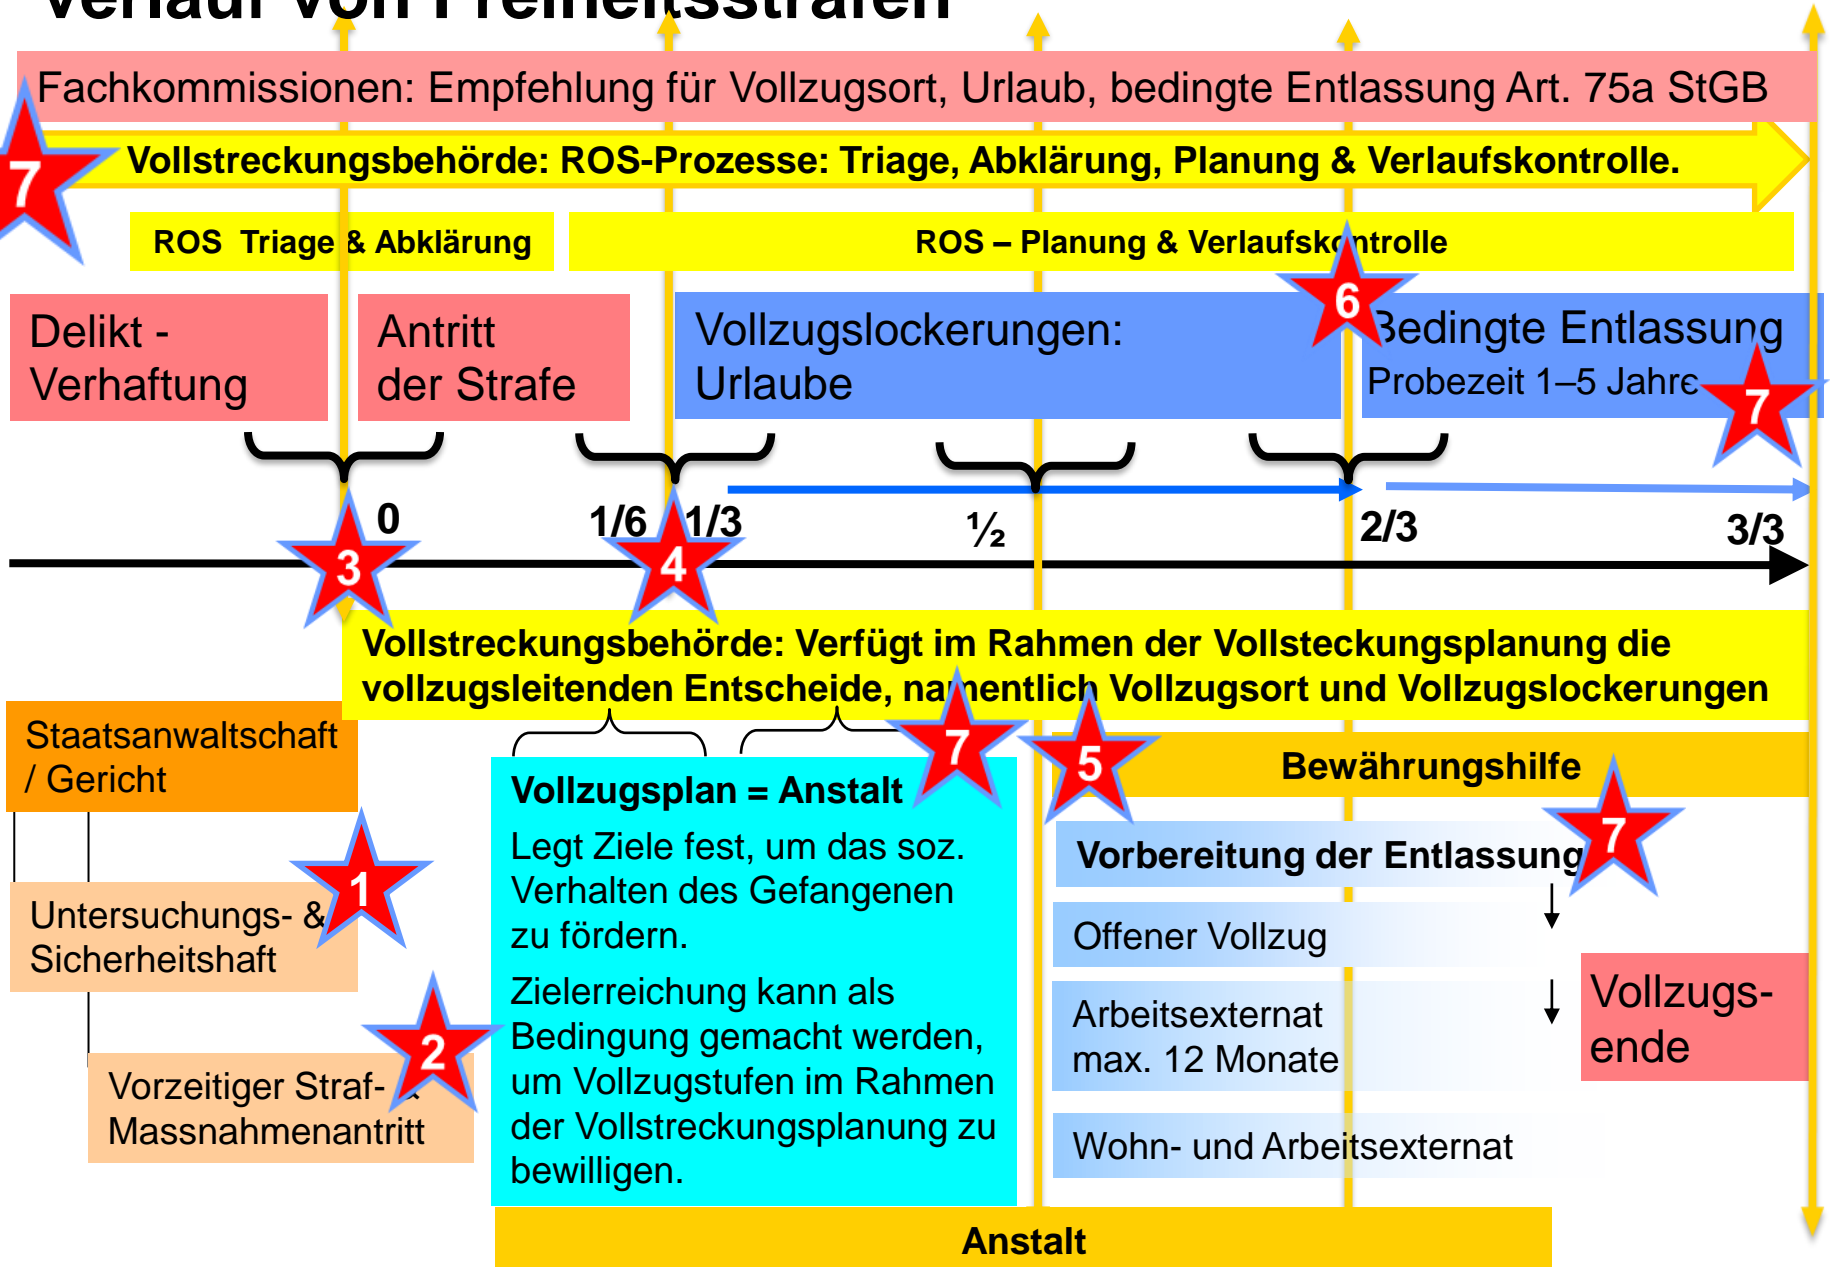 Verlauf von Freiheitsstrafen
Fachkommissionen: Empfehlung für Vollzugsort, Urlaub, bedingte Entlassung Art. 75a StGB
7
Vollstreckungsbehörde: ROS-Prozesse: Triage, Abklärung, Planung & Verlaufskontrolle.
ROS Triage & Abklärung
ROS – Planung & Verlaufskontrolle
6
Delikt -
Verhaftung
Antritt
der Strafe
Vollzugslockerungen:
Urlaube
Bedingte Entlassung
Probezeit 1–5 Jahre
7
0
1/6
1/3
½
2/3
3/3
3
4
Vollstreckungsbehörde: Verfügt im Rahmen der Vollsteckungsplanung die
vollzugsleitenden Entscheide, namentlich Vollzugsort und Vollzugslockerungen
Staatsanwaltschaft
/ Gericht
1
Untersuchungs- &
Sicherheitshaft
2
Vorzeitiger Straf- &
Massnahmenantritt
7
Vollzugsplan = Anstalt
Legt Ziele fest, um das soz.
Verhalten des Gefangenen
zu fördern.
Zielerreichung kann als
Bedingung gemacht werden,
um Vollzugstufen im Rahmen
der Vollstreckungsplanung zu
bewilligen.
5
Bewährungshilfe
7
Vorbereitung der Entlassung
Offener Vollzug
Arbeitsexternat
max. 12 Monate
Wohn- und Arbeitsexternat
Vollzugs-
ende
Anstalt